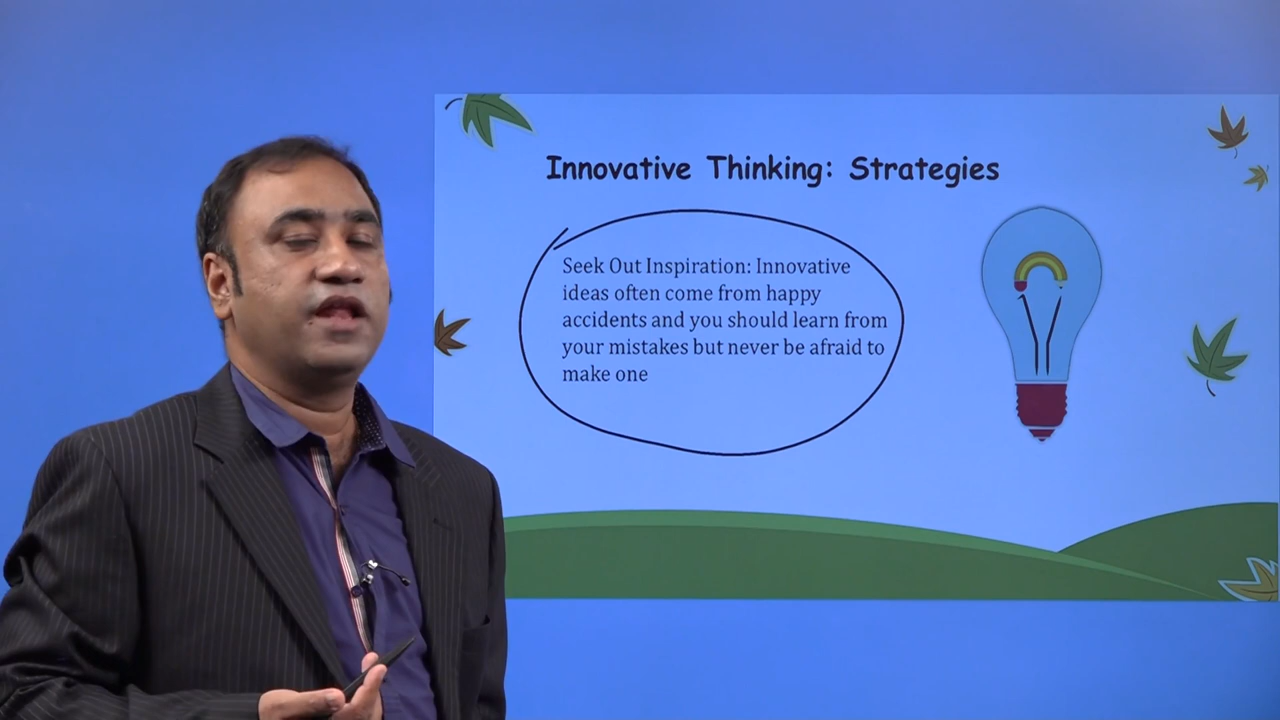 Innovative Thinking: Strategies
Seek Out Inspiration: Innovative
ideas often come from happy
accidents and you should learn from
your mistakes but never be afraid to
make one